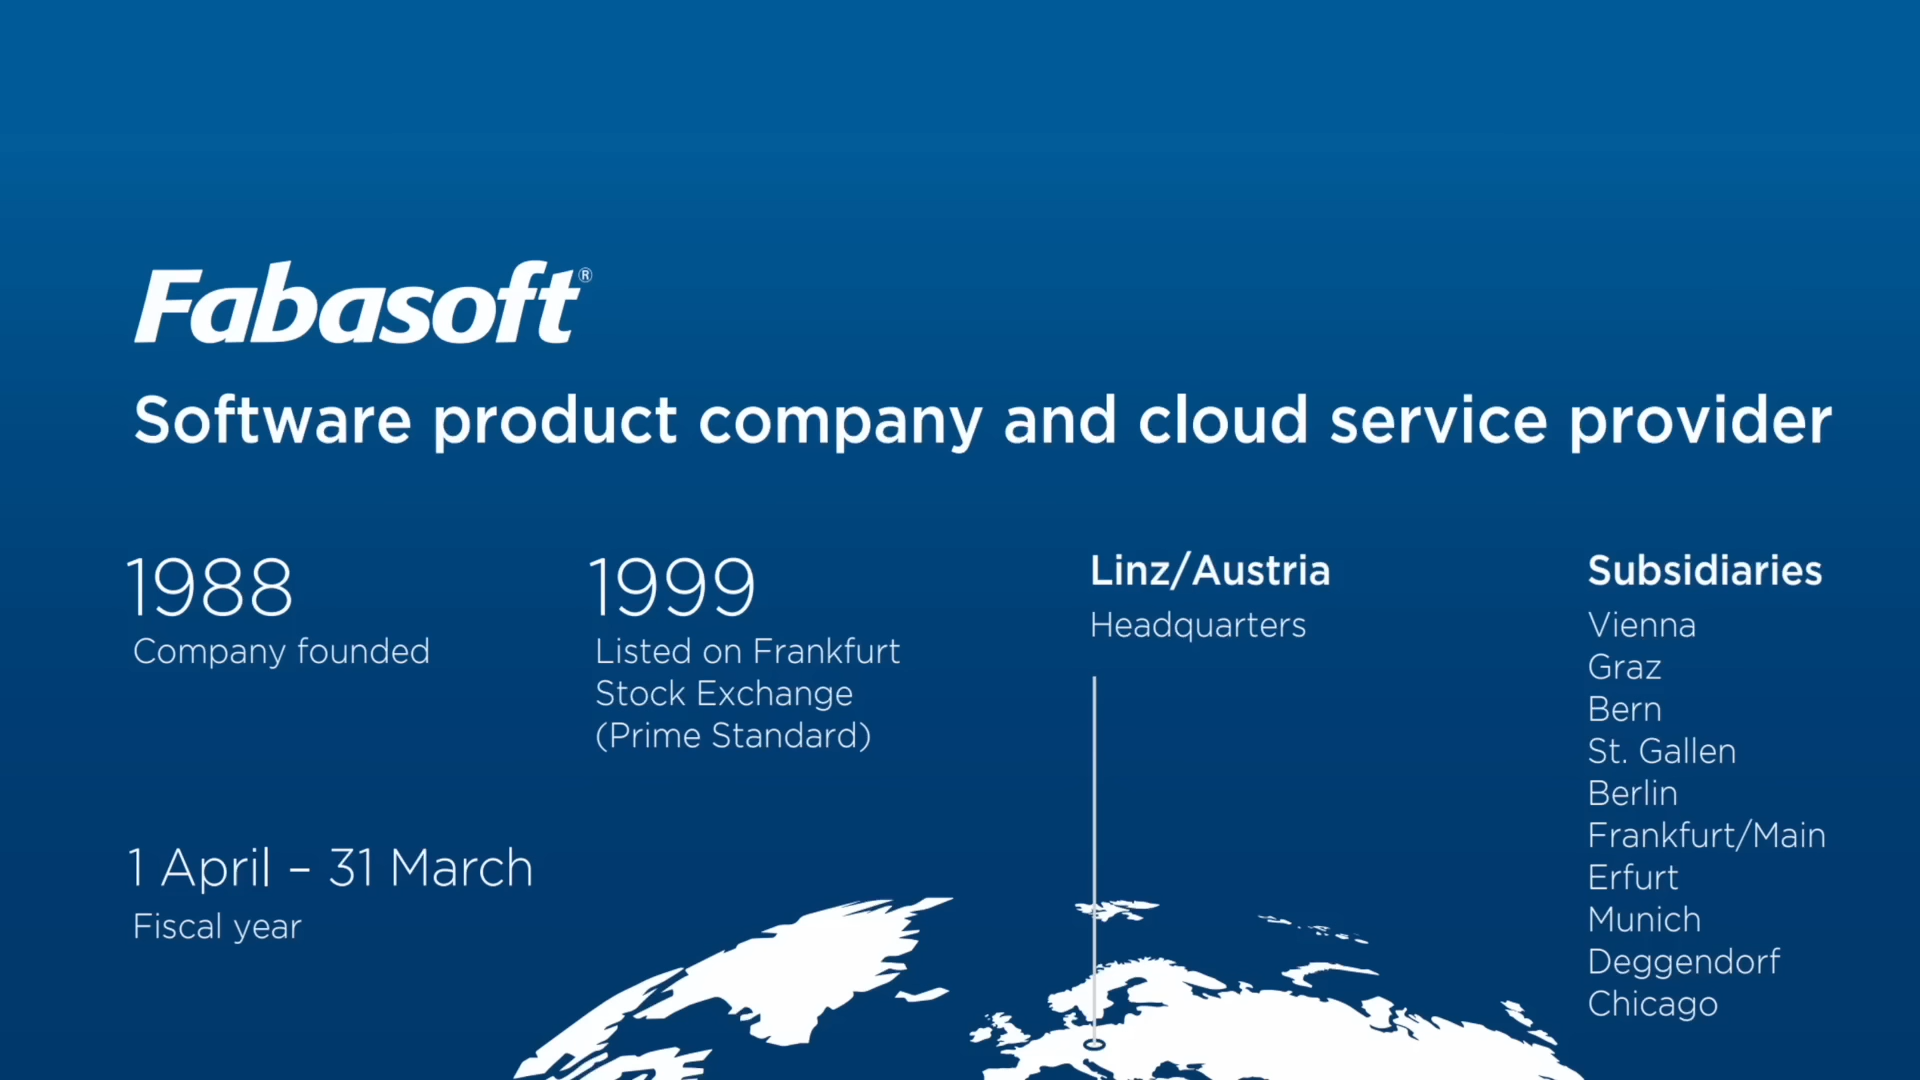 Fabasoft®
Software product company and cloud service provider
1988
Company founded
1999
Listed on Frankfurt
Stock Exchange
(Prime Standard)
Linz/Austria
Headquarters
Subsidiaries
Vienna
Graz
Bern
St. Gallen
Berlin
Frankfurt/Main
Erfurt
Munich
Deggendorf
Chicago
1 April – 31 March
Fiscal year